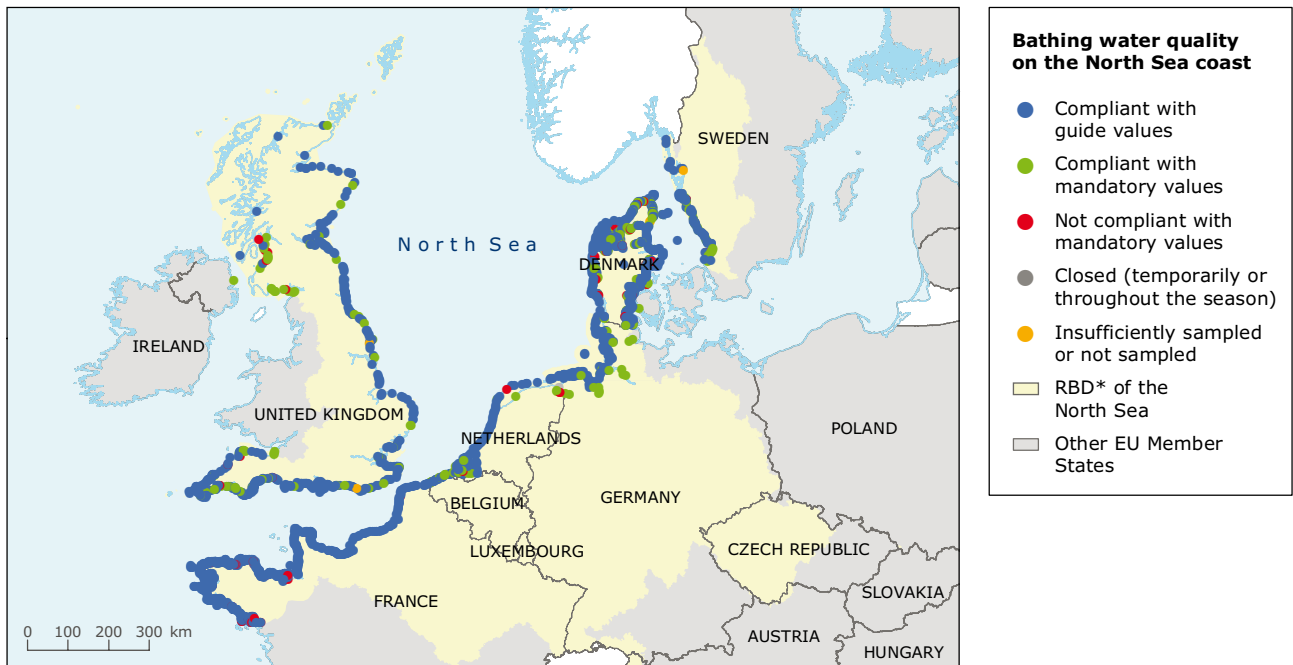 SWEDEN
North Sea
DENMARK
IRELAND
UNITED KINGDOM
NETHERLANDS
POLAND
BELGIUM
GERMANY
LUXEMBOURG
CZECH REPUBLIC
FRANCE
SLOVAKIA
AUSTRIA
HUNGARY
0 100 200 300 km
Bathing water quality
on the North Sea coast
Compliant with
guide values
Compliant with
mandatory values
Not compliant with
mandatory values
Closed (temporarily or
throughout the season)
Insufficiently sampled
or not sampled
RBD* of the
North Sea
Other EU Member
States